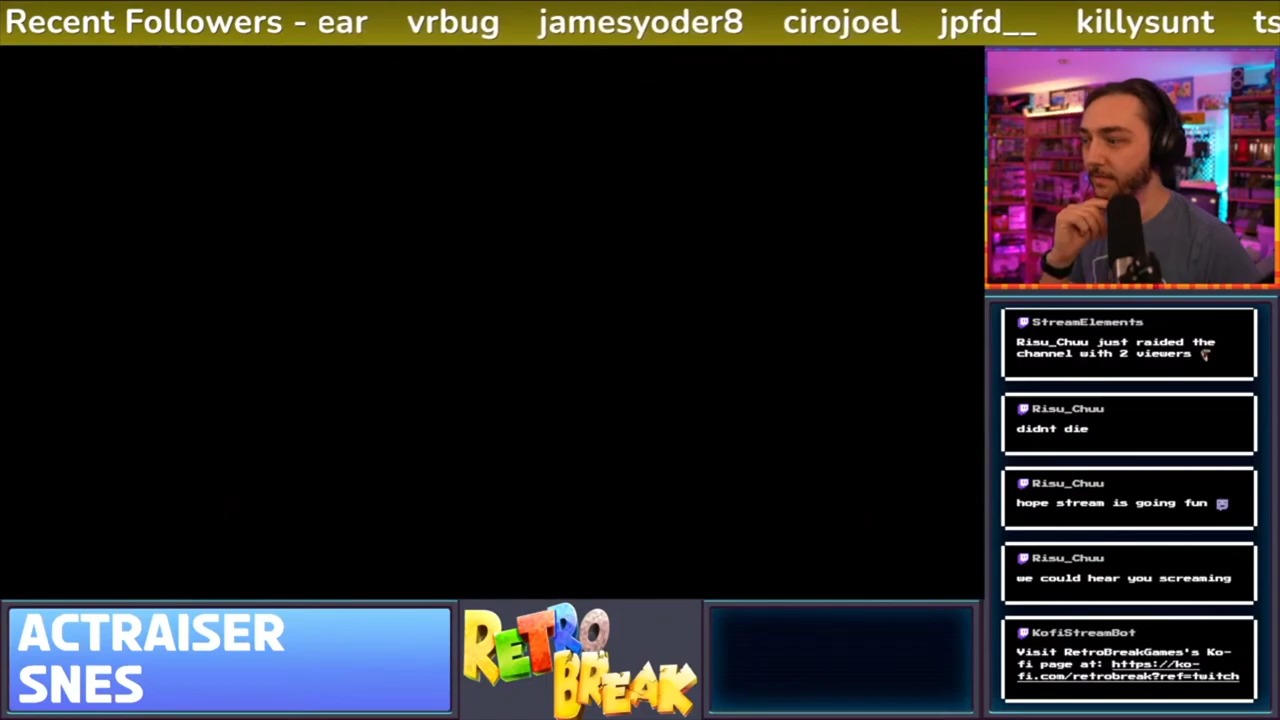 Recent Followers - ear vrbug jamesyoder8 cirojoel jpfd__ killysunt ts
StreamElements
Risu_Chuu just raided the
channel with 2 viewers
Risu_Chuu
didnt die
Risu_Chuu
hope stream is going fun
Risu_Chuu
we could hear you screaming
KofiStreamBot
Visit RetroBreakGames's Ko-
fi page at: https://ko-
fi.com/retrobreak?ref=twitch
ACTRAISER
SNES
RETRO
BREAK